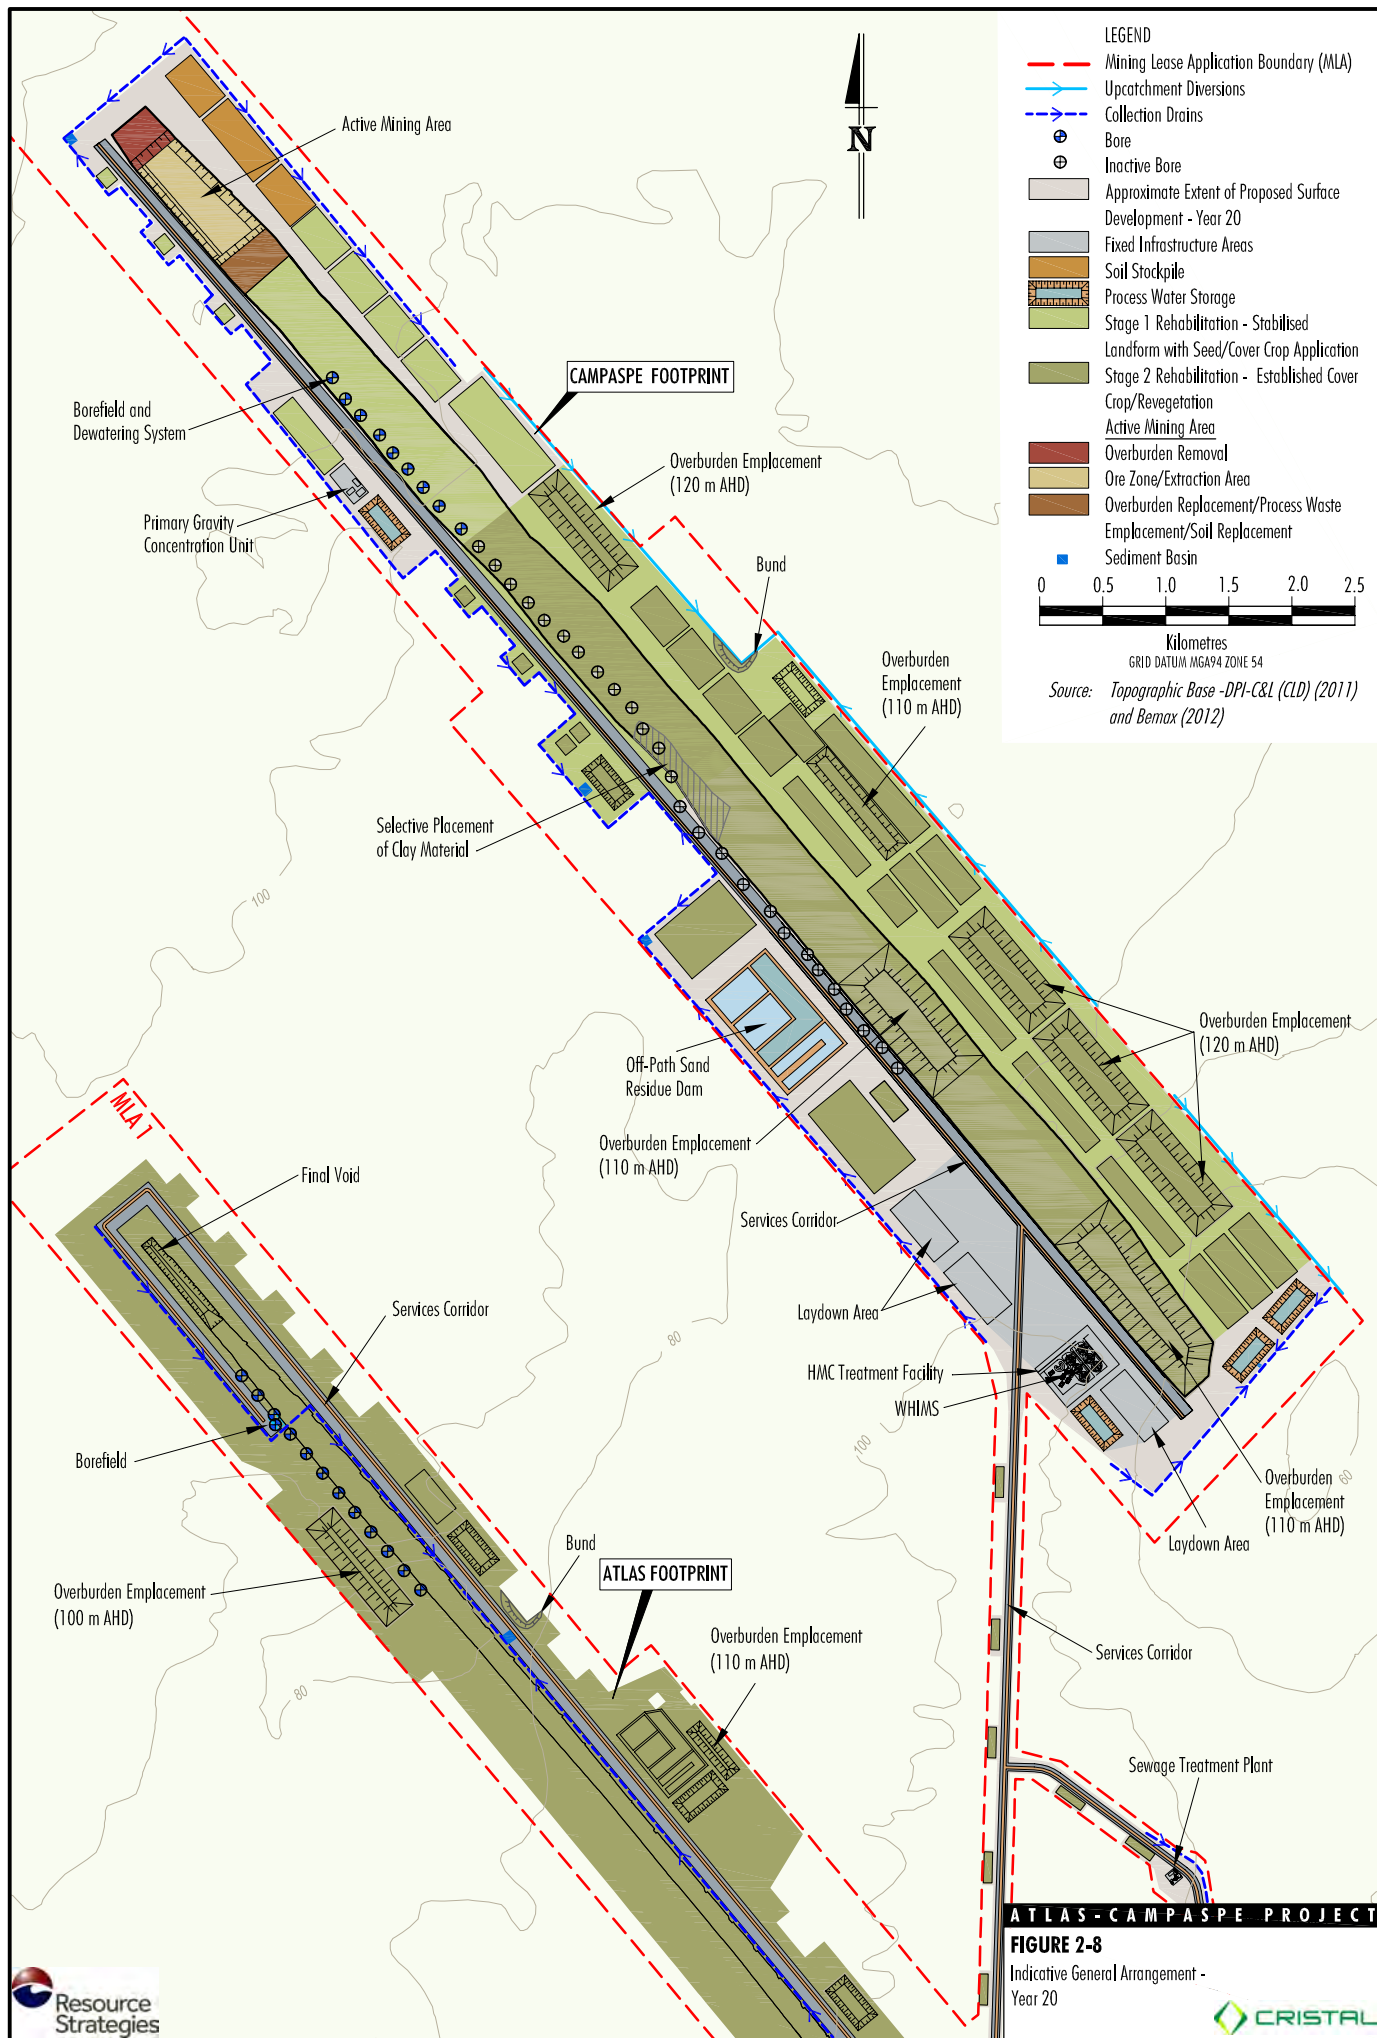 LEGEND
Mining Lease Application Boundary (MLA)
Upcatchment Diversions
Collection Drains
Bore
Inactive Bore
Approximate Extent of Proposed Surface
Development - Year 20
Fixed Infrastructure Areas
Soil Stockpile
Process Water Storage
Stage 1 Rehabilitation - Stabilised
Landform with Seed/Cover Crop Application
Stage 2 Rehabilitation - Established Cover
Crop/Revegetation
Active Mining Area
Overburden Removal
Ore Zone/Extraction Area
Overburden Replacement/Process Waste
Emplacement/Soil Replacement
Sediment Basin
0 0.5 1.0 1.5 2.0 2.5
Kilometres
GRID DATUM MGA94 ZONE 54
Source: Topographic Base -DPI-C&L (CLD) (2011)
and Bemax (2012)
N
Active Mining Area
CAMPASPE FOOTPRINT
Borefield and
Dewatering System
Overburden Emplacement
(120 m AHD)
Primary Gravity
Concentration Unit
Bund
Overburden
Emplacement
(110 m AHD)
Selective Placement
of Clay Material
100
Off-Path Sand
Residue Dam
Overburden Emplacement
(120 m AHD)
Overburden Emplacement
(110 m AHD)
MLA 1
Final Void
Services Corridor
Services Corridor
Laydown Area
80
HMC Treatment Facility
WHIMS
Borefield
100
60
Overburden
Emplacement
(110 m AHD)
Laydown Area
Bund
ATLAS FOOTPRINT
Overburden Emplacement
(100 m AHD)
Overburden Emplacement
(110 m AHD)
Services Corridor
80
Sewage Treatment Plant
ATLAS-CAMPASPE PROJECT
FIGURE 2-8
Indicative General Arrangement -
Year 20
Resource
Strategies
CRISTAL